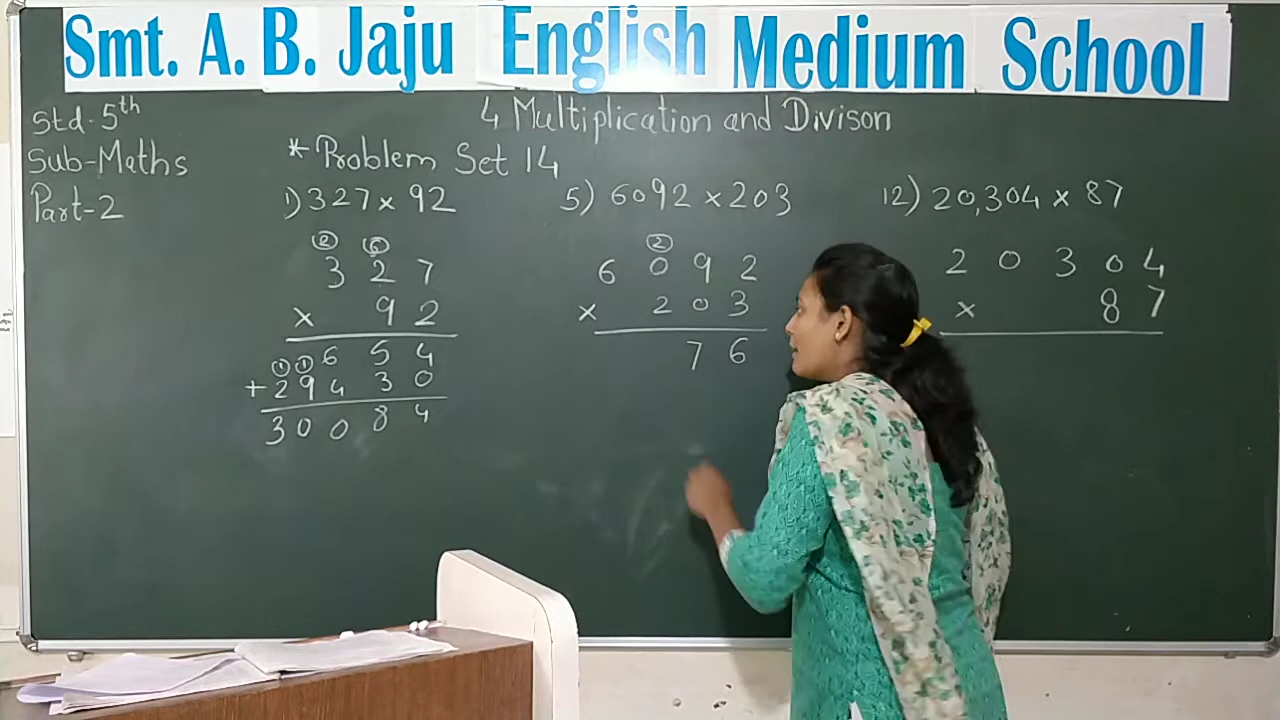 Smt. A. B. Jaju English Medium School
Std-5th
4 Multiplication and Divison
Sub-Maths
* Problem Set 14
Part-2
1) 327 × 92
5) 6092 × 203
12) 20,304 × 87
2 6
3 2 7
× 9 2
6 5 4
1 1
+ 2 9 4 3 0
3 0 0 8 4
2
6 0 9 2
× 2 0 3
7 6
2 0 3 0 4
× 8 7